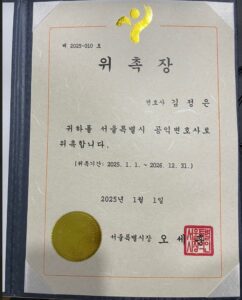 제 2025-010 호
위 촉 장
변호사 김 정 은
귀하를 서울특별시 공익변호사로
위촉합니다.
(위촉기간: 2025. 1. 1. ~ 2026. 12. 31.)
2025년 1월 1일
서울특별시장 오 세